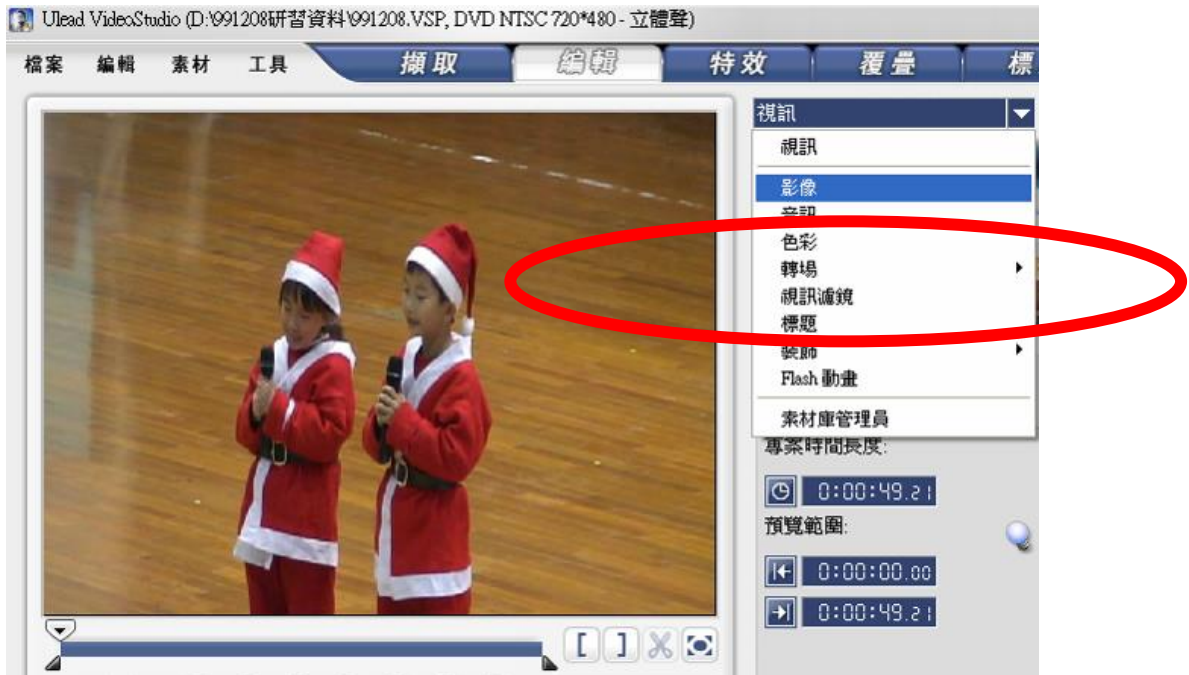 Ulead VideoStudio (D:\991208研習資料\991208.VSP, DVD NTSC 720*480 - 立體聲)
檔案 編輯 素材 工具 擷取 編輯 特效 覆疊 標
視訊
視訊
影像
音訊
色彩
轉場
視訊濾鏡
標題
裝飾
Flash 動畫
素材庫管理員
專案時間長度:
0:00:49.21
預覽範圍:
0:00:00.00
0:00:49.21
[ ]